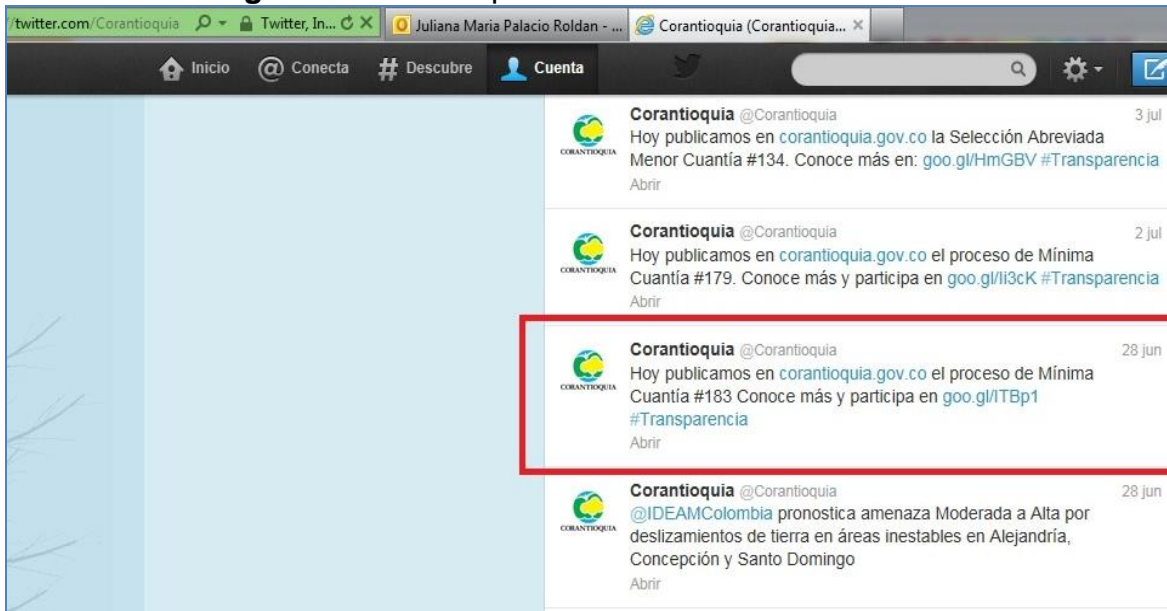 /twitter.com/Corantioquia Twitter, In... Juliana Maria Palacio Roldan - ... Corantioquia (Corantioquia...
Inicio @ Conecta # Descubre Cuenta
Corantioquia @Corantioquia 3 jul
Hoy publicamos en corantioquia.gov.co la Selección Abreviada
Menor Cuantía #134. Conoce más en: goo.gl/HmGBV #Transparencia
CORANTIOQUIA
Abrir
Corantioquia @Corantioquia 2 jul
Hoy publicamos en corantioquia.gov.co el proceso de Mínima
Cuantía #179. Conoce más y participa en goo.gl/Ii3cK #Transparencia
CORANTIOQUIA
Abrir
Corantioquia @Corantioquia 28 jun
Hoy publicamos en corantioquia.gov.co el proceso de Mínima
Cuantía #183 Conoce más y participa en goo.gl/ITBp1
CORANTIOQUIA
#Transparencia
Abrir
Corantioquia @Corantioquia 28 jun
@IDEAMColombia pronostica amenaza Moderada a Alta por
deslizamientos de tierra en áreas inestables en Alejandría,
CORANTIOQUIA
Concepción y Santo Domingo
Abrir